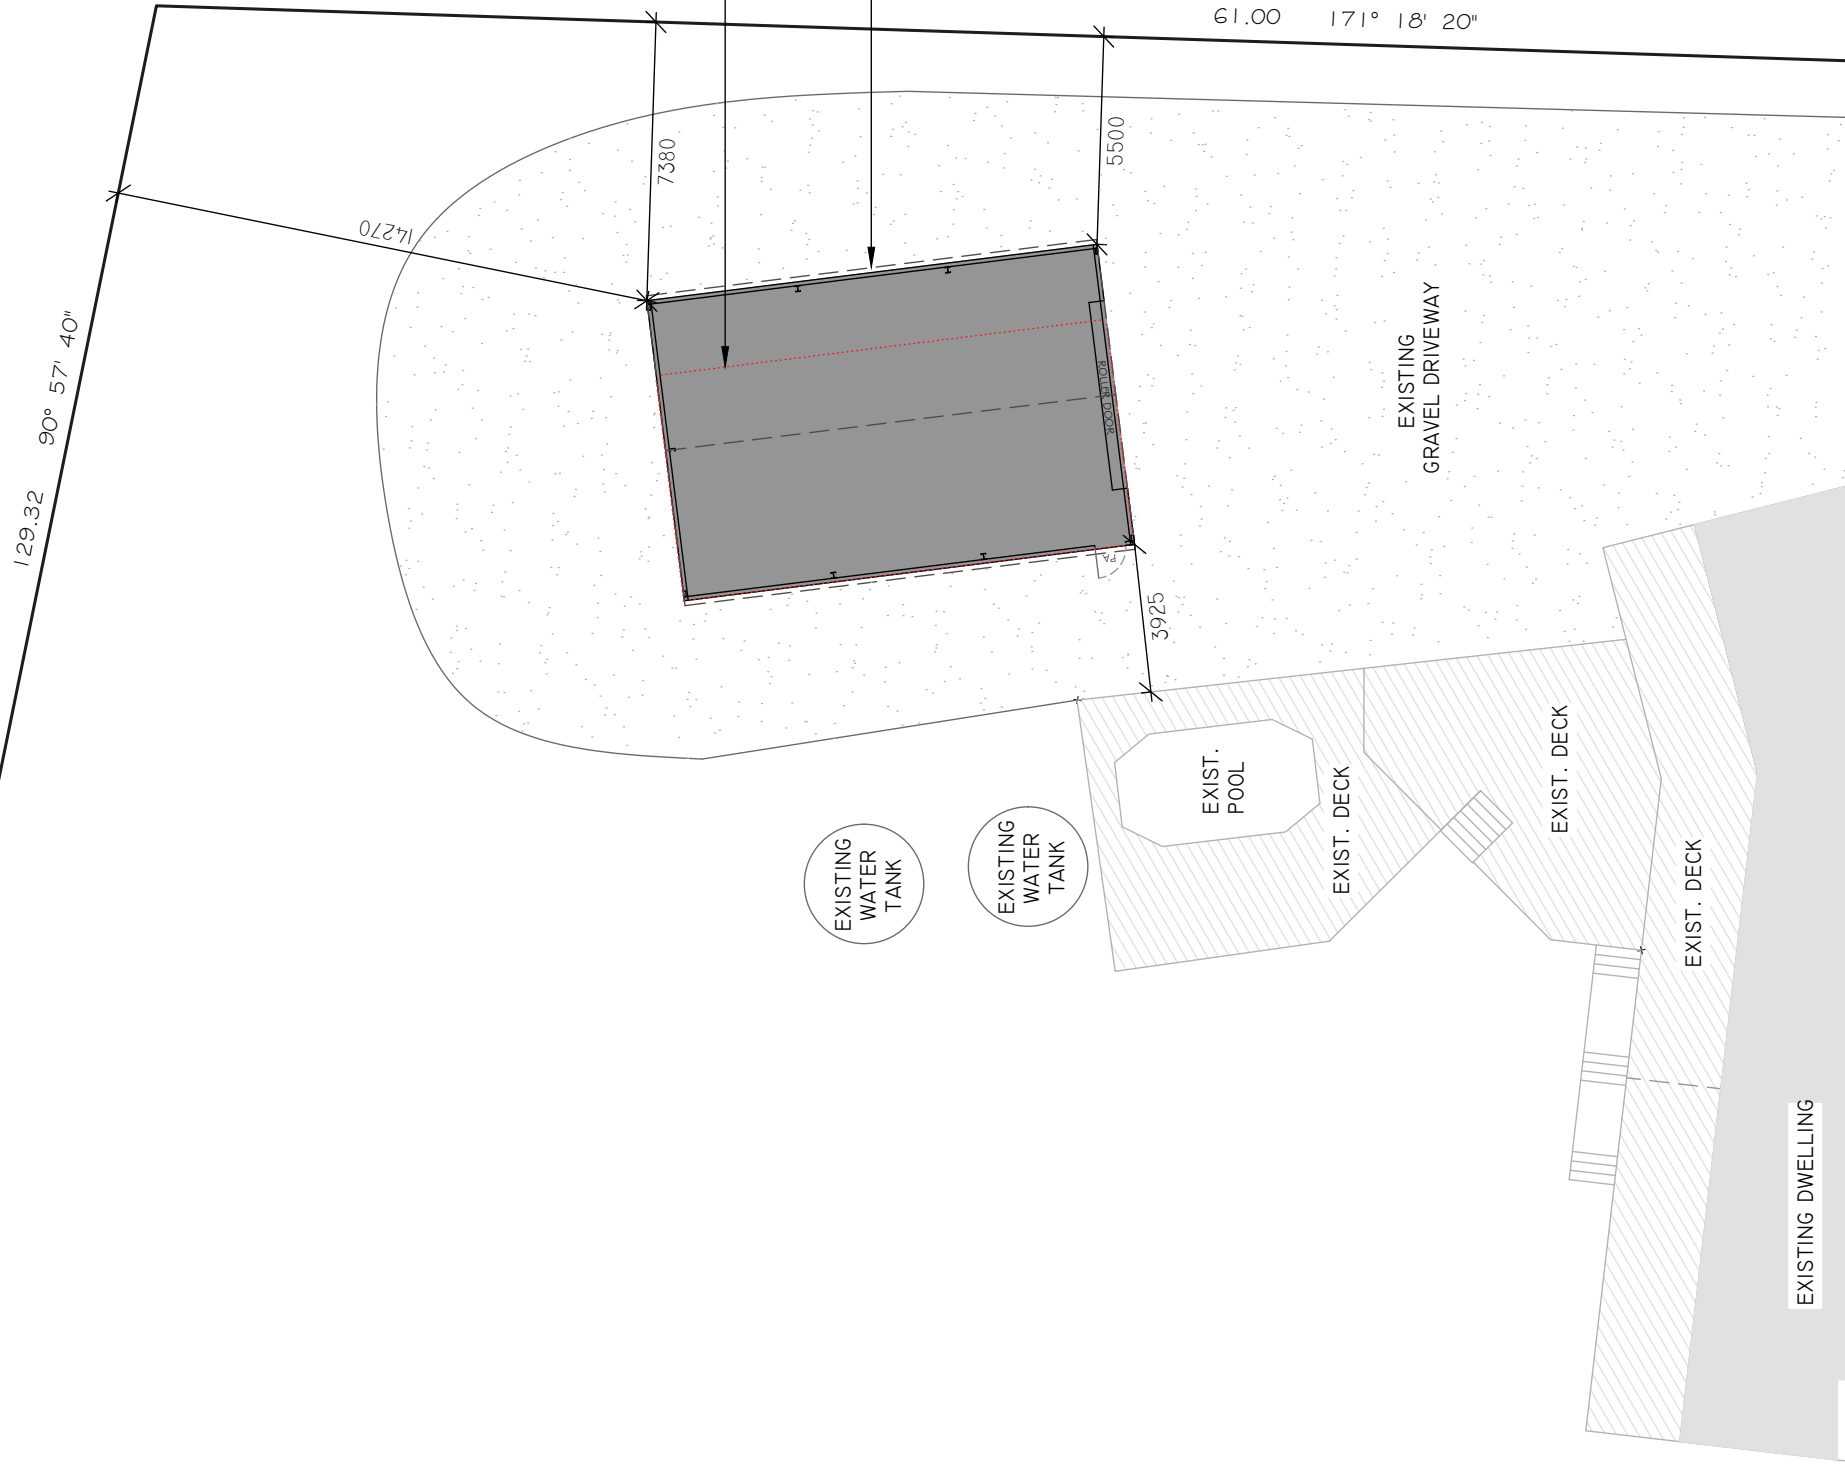 61.00 171° 18' 20"
7380
5500
14270
129.32 90° 57' 40"
ROLLER DOOR
PA
3925
EXISTING
GRAVEL DRIVEWAY
EXIST.
POOL
EXIST. DECK
EXIST. DECK
EXIST. DECK
EXISTING
WATER
TANK
EXISTING
WATER
TANK
EXISTING DWELLING